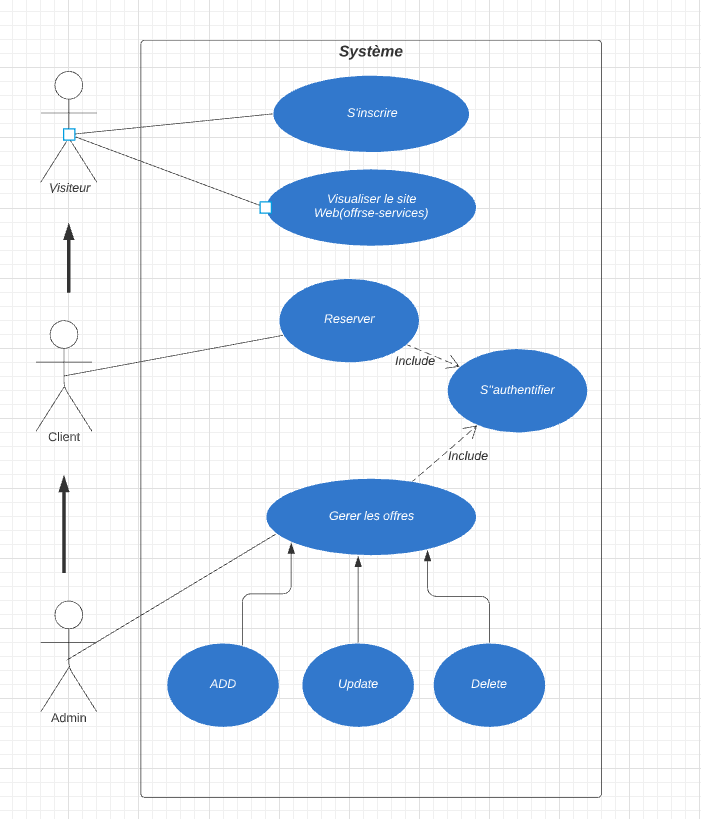 Système
S'inscrire
Visiteur
Visualiser le site
Web(offrse-services)
Reserver
Include
S''authentifier
Client
Include
Gerer les offres
ADD
Update
Delete
Admin